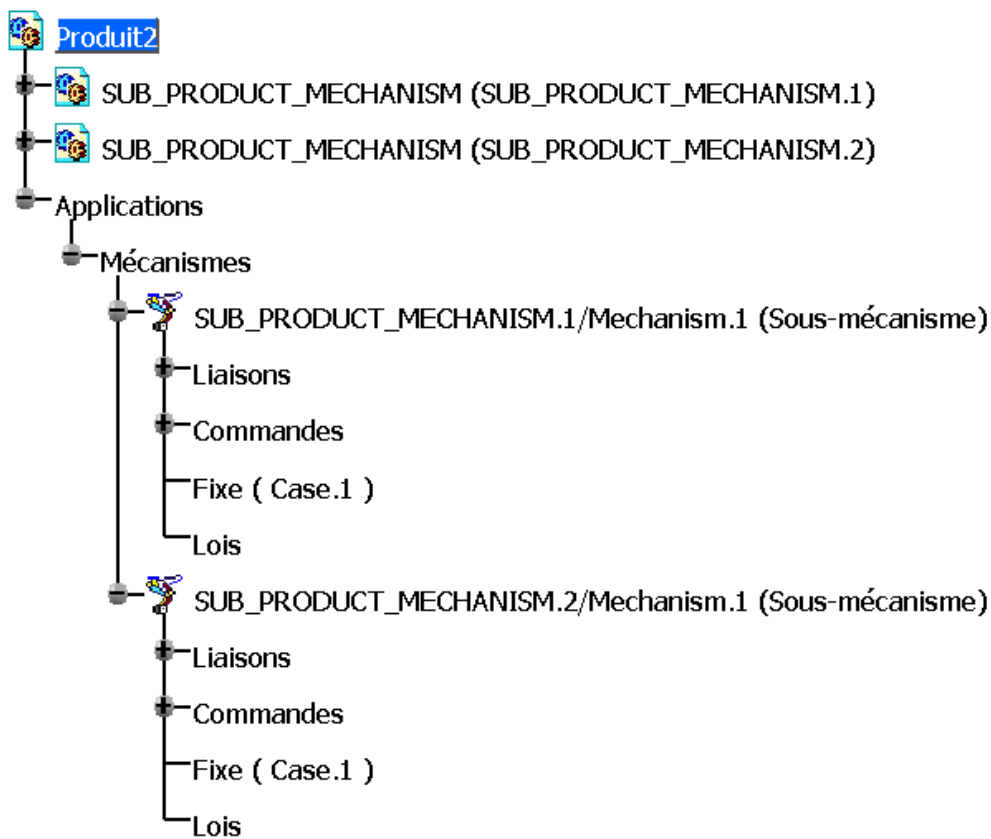 Produit2
SUB_PRODUCT_MECHANISM (SUB_PRODUCT_MECHANISM.1)
SUB_PRODUCT_MECHANISM (SUB_PRODUCT_MECHANISM.2)
Applications
Mécanismes
SUB_PRODUCT_MECHANISM.1/Mechanism.1 (Sous-mécanisme)
Liaisons
Commandes
Fixe ( Case.1 )
Lois
SUB_PRODUCT_MECHANISM.2/Mechanism.1 (Sous-mécanisme)
Liaisons
Commandes
Fixe ( Case.1 )
Lois